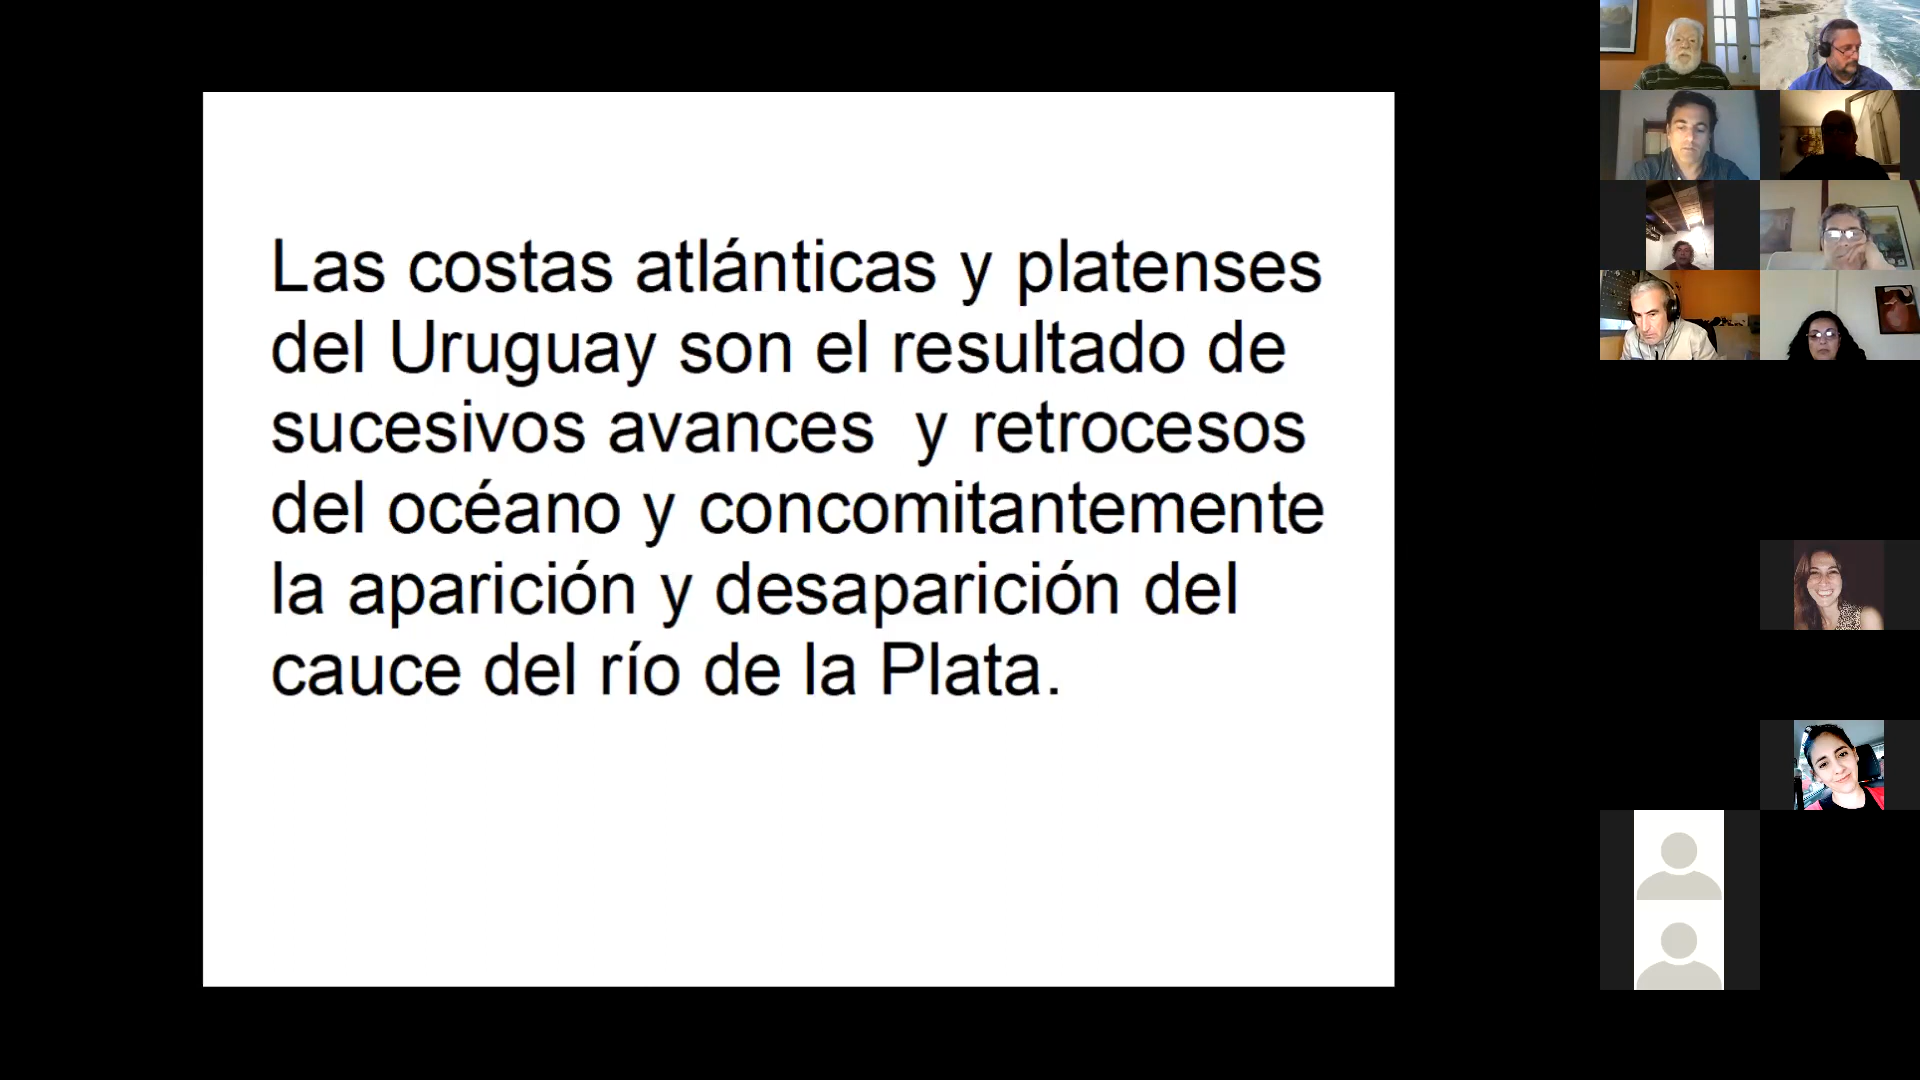 Las costas atlánticas y platenses
del Uruguay son el resultado de
sucesivos avances  y retrocesos
del océano y concomitantemente
la aparición y desaparición del
cauce del río de la Plata.